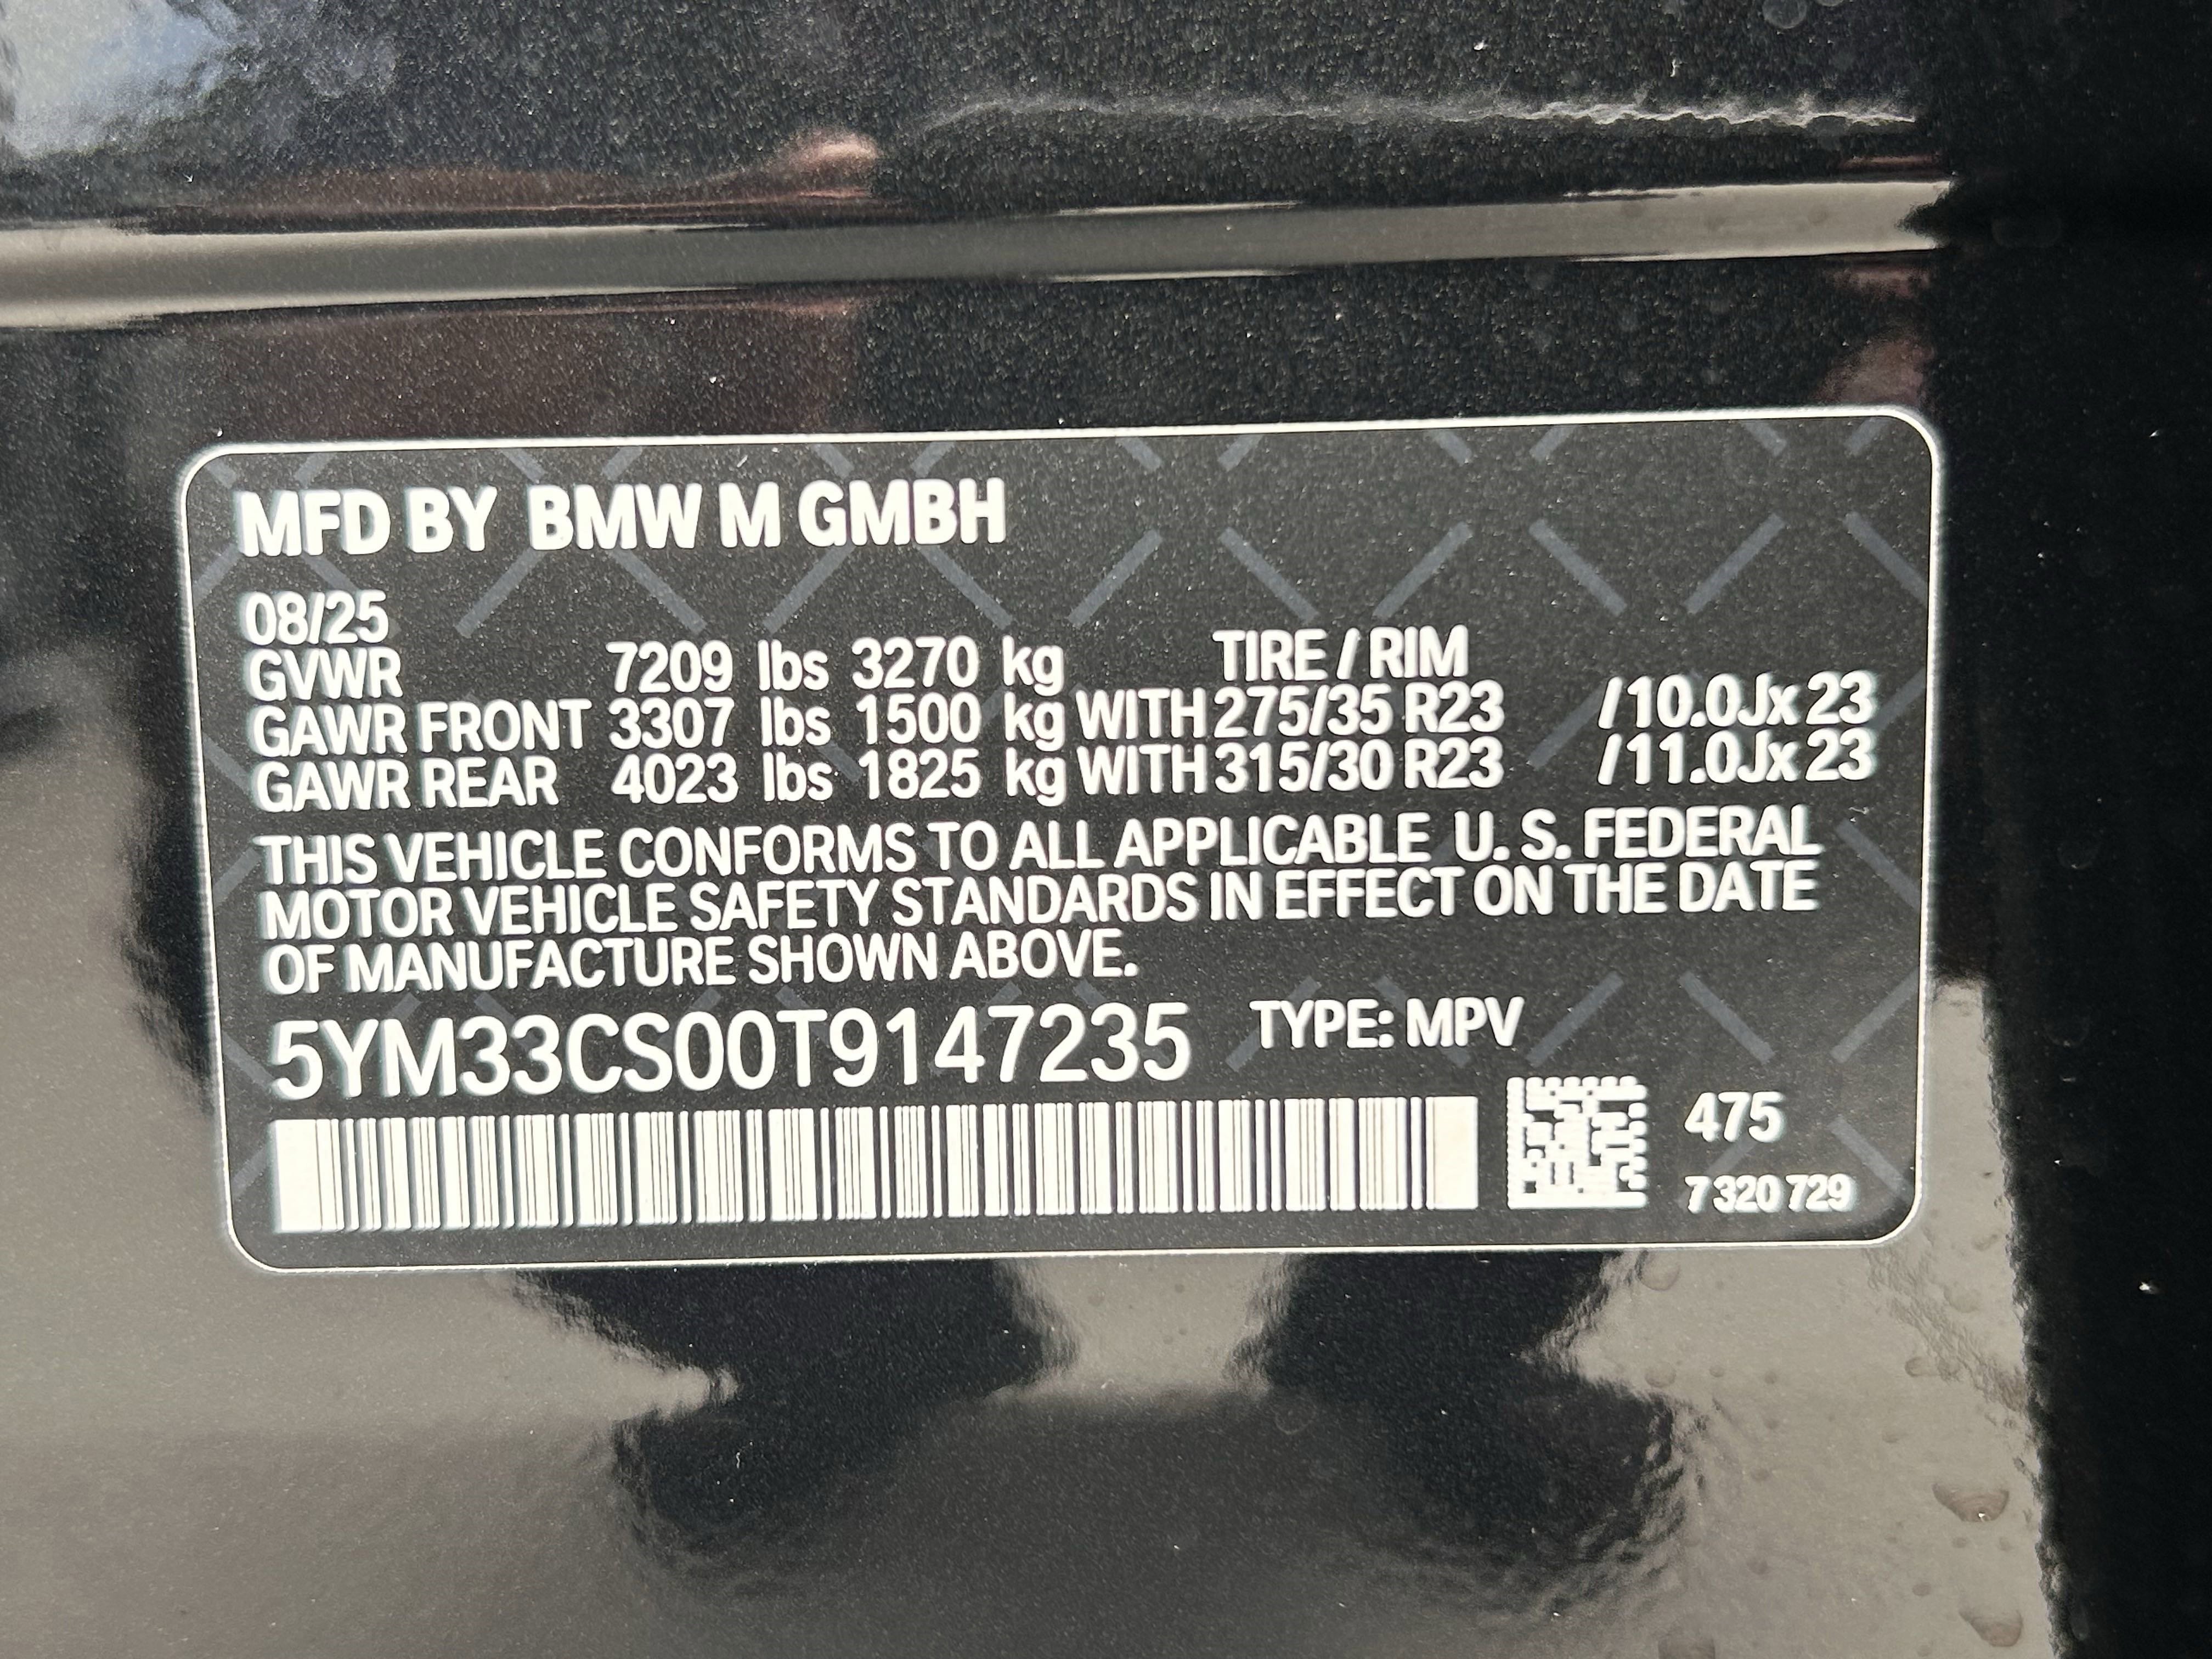 MFD BY BMW M GMBH
08/25
GVWR 7209 lbs 3270 kg TIRE / RIM
GAWR FRONT 3307 lbs 1500 kg WITH 275/35 R23 / 10.0Jx 23
GAWR REAR 4023 lbs 1825 kg WITH 315/30 R23 / 11.0Jx 23
THIS VEHICLE CONFORMS TO ALL APPLICABLE U. S. FEDERAL
MOTOR VEHICLE SAFETY STANDARDS IN EFFECT ON THE DATE
OF MANUFACTURE SHOWN ABOVE.
5YM33CS00T9147235 TYPE: MPV
475
7 320 729